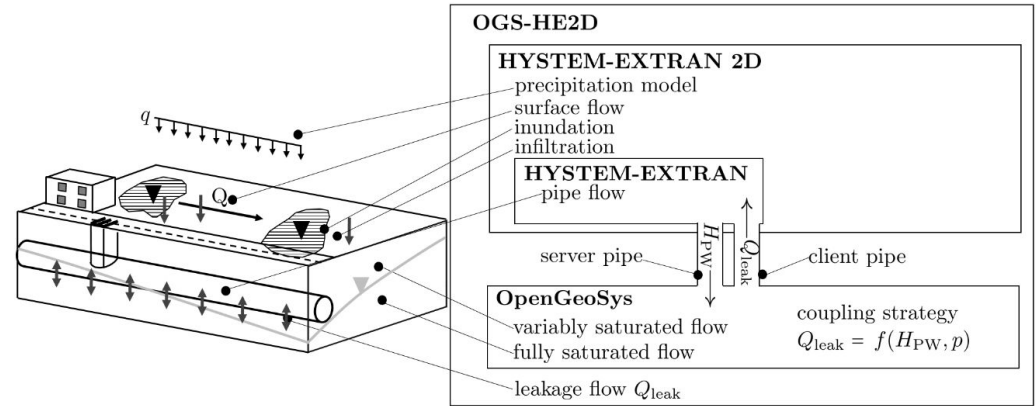 OGS-HE2D
HYSTEM-EXTRAN 2D
precipitation model
surface flow
inundation
infiltration
HYSTEM-EXTRAN
pipe flow
q
Q
H_PW
Q_leak
server pipe
client pipe
OpenGeoSys
variably saturated flow
fully saturated flow
coupling strategy
Q_leak = f(H_PW, p)
leakage flow Q_leak